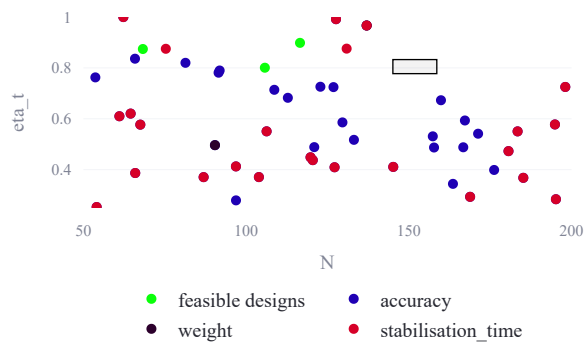 1
0.8
0.6
0.4
eta_t
50
100
150
200
N
feasible designs
accuracy
weight
stabilisation_time